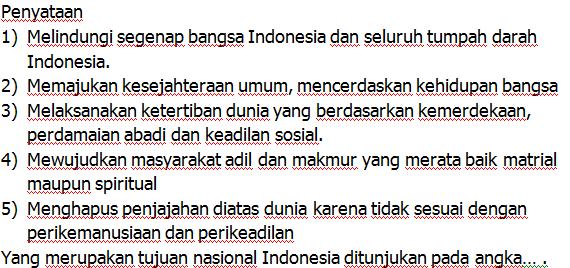 Penyataan
1) Melindungi segenap bangsa Indonesia dan seluruh tumpah darah
Indonesia.
2) Memajukan kesejahteraan umum, mencerdaskan kehidupan bangsa
3) Melaksanakan ketertiban dunia yang berdasarkan kemerdekaan,
perdamaian abadi dan keadilan sosial.
4) Mewujudkan masyarakat adil dan makmur yang merata baik matrial
maupun spiritual
5) Menghapus penjajahan diatas dunia karena tidak sesuai dengan
perikemanusiaan dan perikeadilan
Yang merupakan tujuan nasional Indonesia ditunjukan pada angka... .